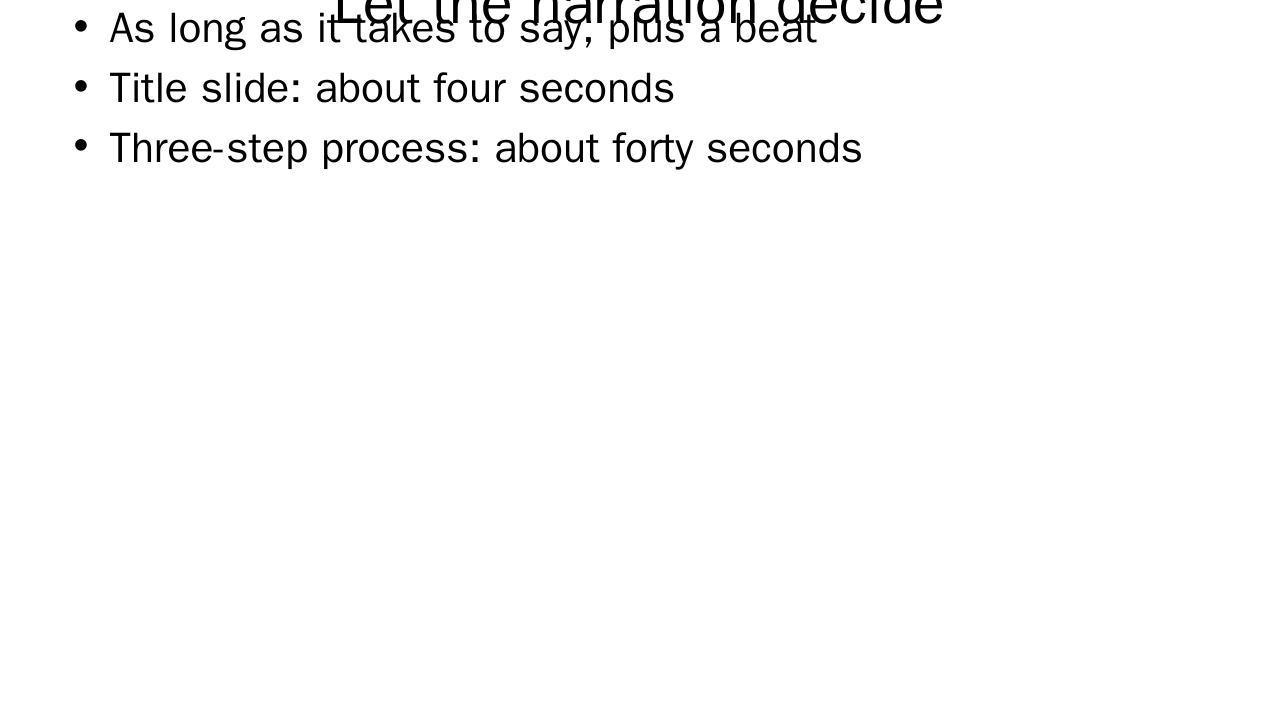 Let the narration decide
• As long as it takes to say, plus a beat
• Title slide: about four seconds
• Three-step process: about forty seconds